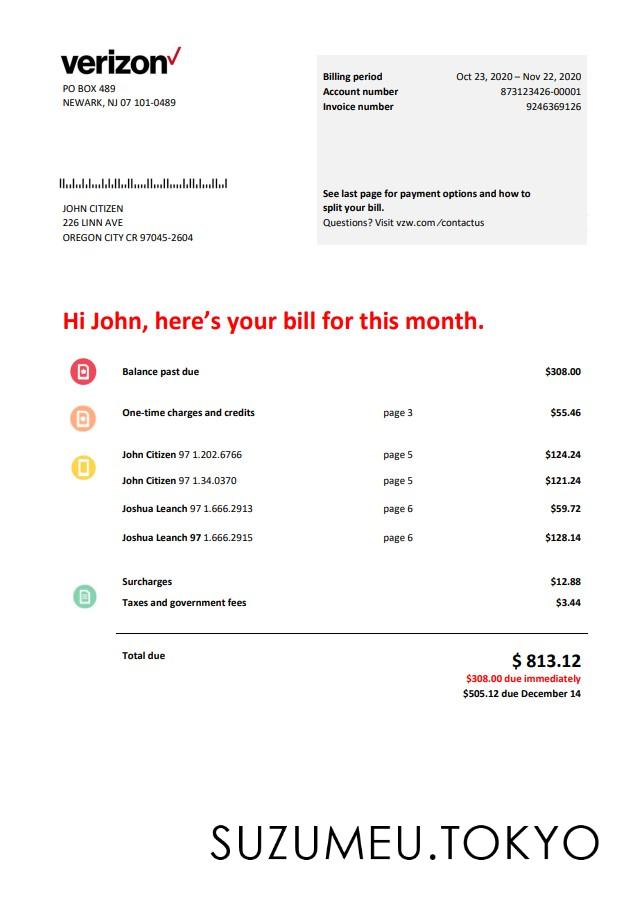 verizon
PO BOX 489
NEWARK, NJ 07 101-0489
Billing period Oct 23, 2020 – Nov 22, 2020
Account number 873123426-00001
Invoice number 9246369126
See last page for payment options and how to
split your bill.
Questions? Visit vzw.com/contactus
JOHN CITIZEN
226 LINN AVE
OREGON CITY CR 97045-2604
Hi John, here's your bill for this month.
Balance past due $308.00
One-time charges and credits page 3 $55.46
John Citizen 97 1.202.6766 page 5 $124.24
John Citizen 97 1.34.0370 page 5 $121.24
Joshua Leanch 97 1.666.2913 page 6 $59.72
Joshua Leanch 97 1.666.2915 page 6 $128.14
Surcharges $12.88
Taxes and government fees $3.44
Total due $ 813.12
$308.00 due immediately
$505.12 due December 14
SUZUMEU.TOKYO